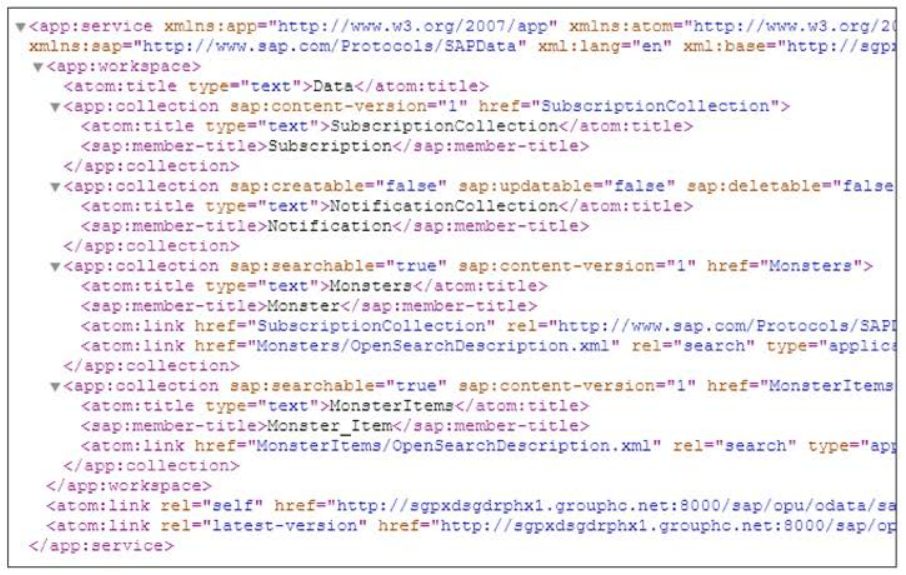 ▼<app:service xmlns:app="http://www.w3.org/2007/app" xmlns:atom="http://www.w3.org/20
xmlns:sap="http://www.sap.com/Protocols/SAPData" xml:lang="en" xml:base="http://sgpx
▼<app:workspace>
<atom:title type="text">Data</atom:title>
▼<app:collection sap:content-version="1" href="SubscriptionCollection">
<atom:title type="text">SubscriptionCollection</atom:title>
<sap:member-title>Subscription</sap:member-title>
</app:collection>
▼<app:collection sap:creatable="false" sap:updatable="false" sap:deletable="false
<atom:title type="text">NotificationCollection</atom:title>
<sap:member-title>Notification</sap:member-title>
</app:collection>
▼<app:collection sap:searchable="true" sap:content-version="1" href="Monsters">
<atom:title type="text">Monsters</atom:title>
<sap:member-title>Monster</sap:member-title>
<atom:link href="SubscriptionCollection" rel="http://www.sap.com/Protocols/SAPD
<atom:link href="Monsters/OpenSearchDescription.xml" rel="search" type="applica
</app:collection>
▼<app:collection sap:searchable="true" sap:content-version="1" href="MonsterItems
<atom:title type="text">MonsterItems</atom:title>
<sap:member-title>Monster_Item</sap:member-title>
<atom:link href="MonsterItems/OpenSearchDescription.xml" rel="search" type="app
</app:collection>
</app:workspace>
<atom:link rel="self" href="http://sgpxdsgdrphx1.grouphc.net:8000/sap/opu/odata/sa
<atom:link rel="latest-version" href="http://sgpxdsgdrphx1.grouphc.net:8000/sap/op
</app:service>